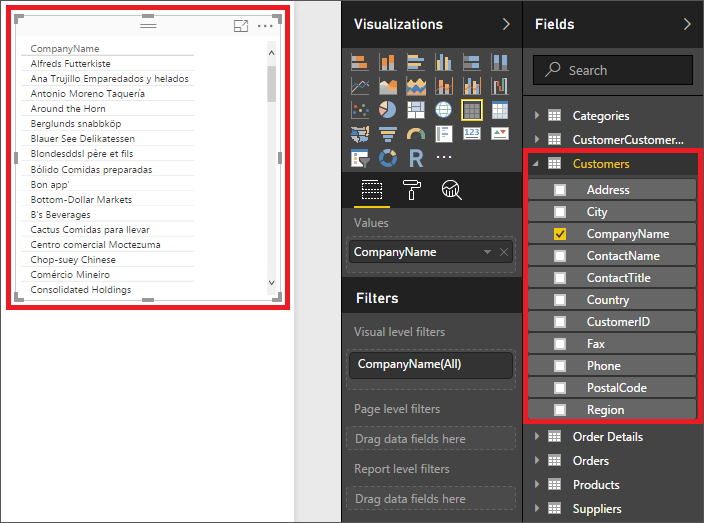 CompanyName
Alfreds Futterkiste
Ana Trujillo Emparedados y helados
Antonio Moreno Taquería
Around the Horn
Berglunds snabbköp
Blauer See Delikatessen
Blondesddsl père et fils
Bólido Comidas preparadas
Bon app'
Bottom-Dollar Markets
B's Beverages
Cactus Comidas para llevar
Centro comercial Moctezuma
Chop-suey Chinese
Comércio Mineiro
Consolidated Holdings
Visualizations
R
123
Values
CompanyName
Filters
Visual level filters
CompanyName(All)
Page level filters
Drag data fields here
Report level filters
Drag data fields here
Fields
Search
Categories
CustomerCustomer...
Customers
Address
City
CompanyName
ContactName
ContactTitle
Country
CustomerID
Fax
Phone
PostalCode
Region
Order Details
Orders
Products
Suppliers